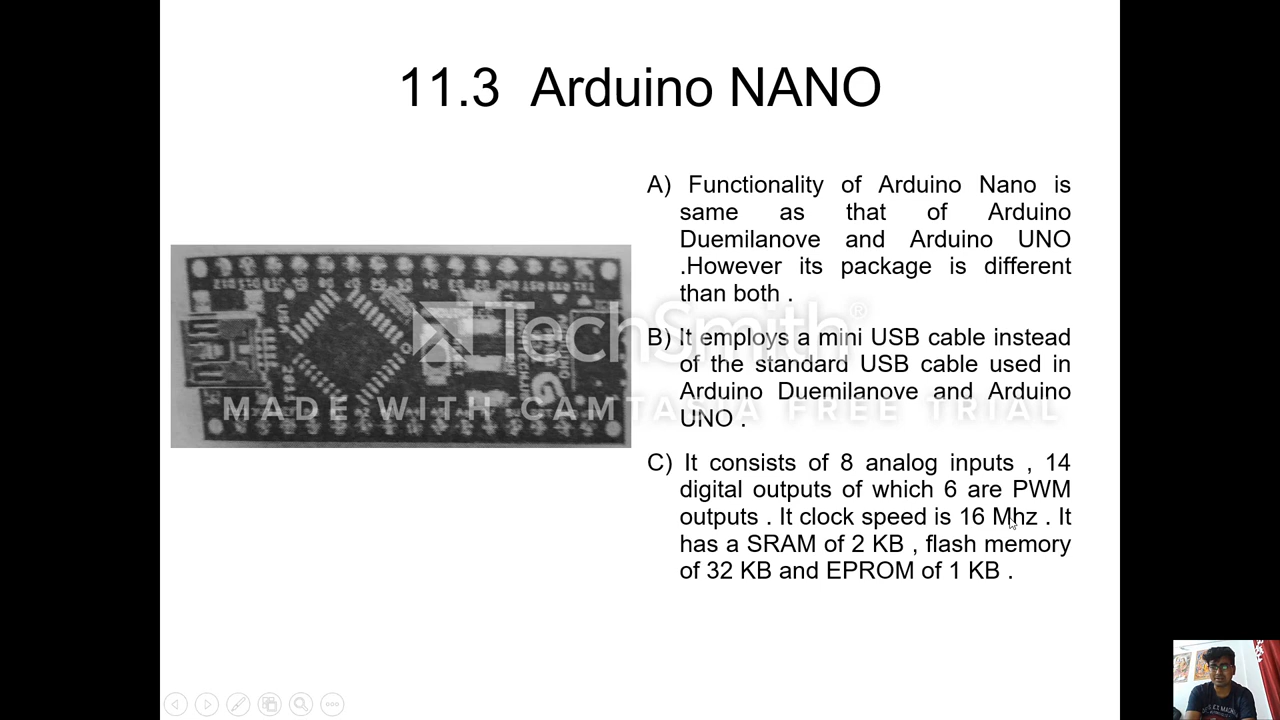 11.3 Arduino NANO
A) Functionality of Arduino Nano is
same as that of Arduino
Duemilanove and Arduino UNO
.However its package is different
than both .
B) It employs a mini USB cable instead
of the standard USB cable used in
Arduino Duemilanove and Arduino
UNO .
C) It consists of 8 analog inputs , 14
digital outputs of which 6 are PWM
outputs . It clock speed is 16 Mhz . It
has a SRAM of 2 KB , flash memory
of 32 KB and EPROM of 1 KB .
TechSmith®
MADE WITH CAMTASIA FREE TRIAL